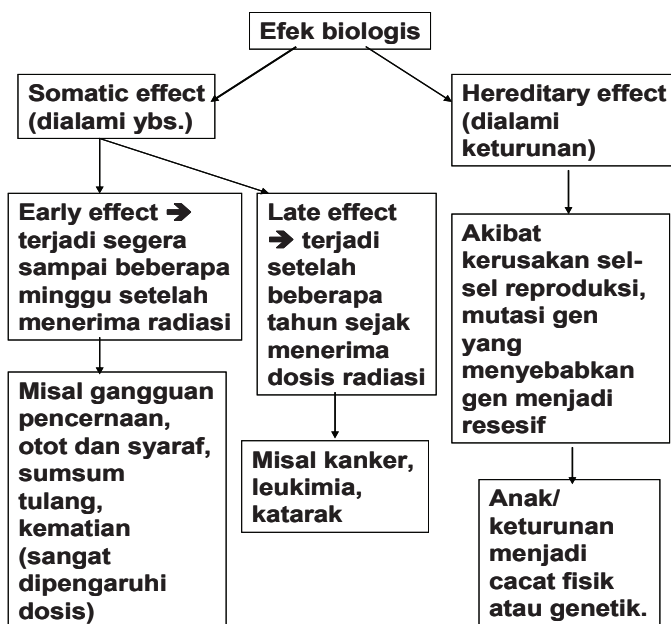 Efek biologis
Somatic effect
(dialami ybs.)
Hereditary effect
(dialami
keturunan)
Early effect ➔
terjadi segera
sampai beberapa
minggu setelah
menerima radiasi
Late effect
➔ terjadi
setelah
beberapa
tahun sejak
menerima
dosis radiasi
Akibat
kerusakan sel-
sel reproduksi,
mutasi gen
yang
menyebabkan
gen menjadi
resesif
Misal gangguan
pencernaan,
otot dan syaraf,
sumsum
tulang,
kematian
(sangat
dipengaruhi
dosis)
Misal kanker,
leukimia,
katarak
Anak/
keturunan
menjadi
cacat fisik
atau genetik.